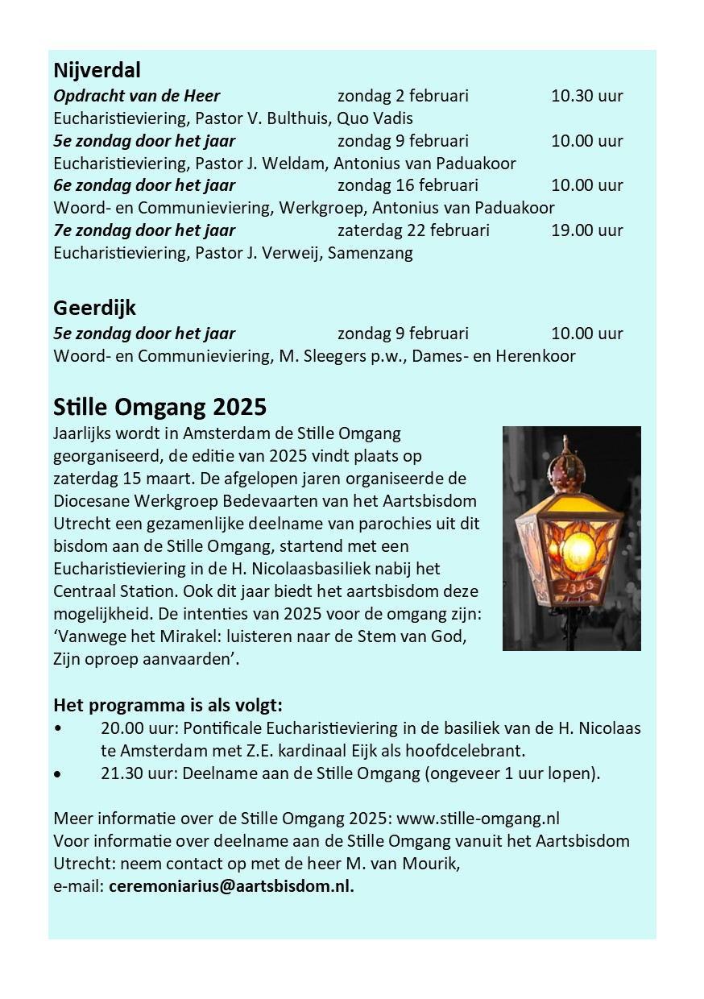 Nijverdal
Opdracht van de Heer zondag 2 februari 10.30 uur
Eucharistieviering, Pastor V. Bulthuis, Quo Vadis
5e zondag door het jaar zondag 9 februari 10.00 uur
Eucharistieviering, Pastor J. Weldam, Antonius van Paduakoor
6e zondag door het jaar zondag 16 februari 10.00 uur
Woord- en Communieviering, Werkgroep, Antonius van Paduakoor
7e zondag door het jaar zaterdag 22 februari 19.00 uur
Eucharistieviering, Pastor J. Verweij, Samenzang
Geerdijk
5e zondag door het jaar zondag 9 februari 10.00 uur
Woord- en Communieviering, M. Sleegers p.w., Dames- en Herenkoor
Stille Omgang 2025
Jaarlijks wordt in Amsterdam de Stille Omgang
georganiseerd, de editie van 2025 vindt plaats op
zaterdag 15 maart. De afgelopen jaren organiseerde de
Diocesane Werkgroep Bedevaarten van het Aartsbisdom
Utrecht een gezamenlijke deelname van parochies uit dit
bisdom aan de Stille Omgang, startend met een
Eucharistieviering in de H. Nicolaasbasiliek nabij het
Centraal Station. Ook dit jaar biedt het aartsbisdom deze
mogelijkheid. De intenties van 2025 voor de omgang zijn:
‘Vanwege het Mirakel: luisteren naar de Stem van God,
Zijn oproep aanvaarden’.
1345
Het programma is als volgt:
• 20.00 uur: Pontificale Eucharistieviering in de basiliek van de H. Nicolaas
te Amsterdam met Z.E. kardinaal Eijk als hoofdcelebrant.
• 21.30 uur: Deelname aan de Stille Omgang (ongeveer 1 uur lopen).
Meer informatie over de Stille Omgang 2025: www.stille-omgang.nl
Voor informatie over deelname aan de Stille Omgang vanuit het Aartsbisdom
Utrecht: neem contact op met de heer M. van Mourik,
e-mail: ceremoniarius@aartsbisdom.nl.